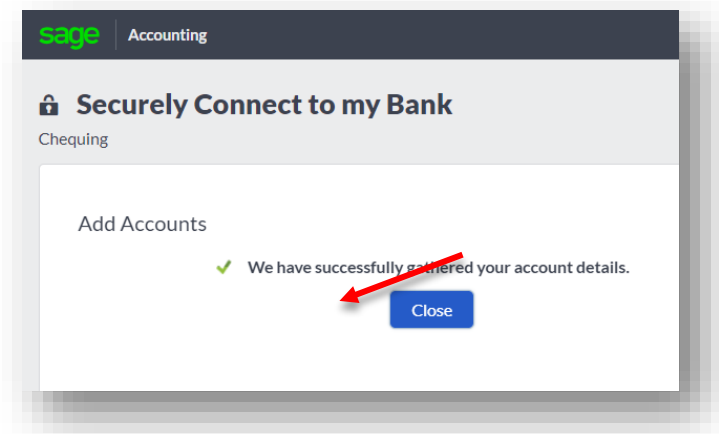 sage Accounting
Securely Connect to my Bank
Chequing
Add Accounts
We have successfully gathered your account details.
Close